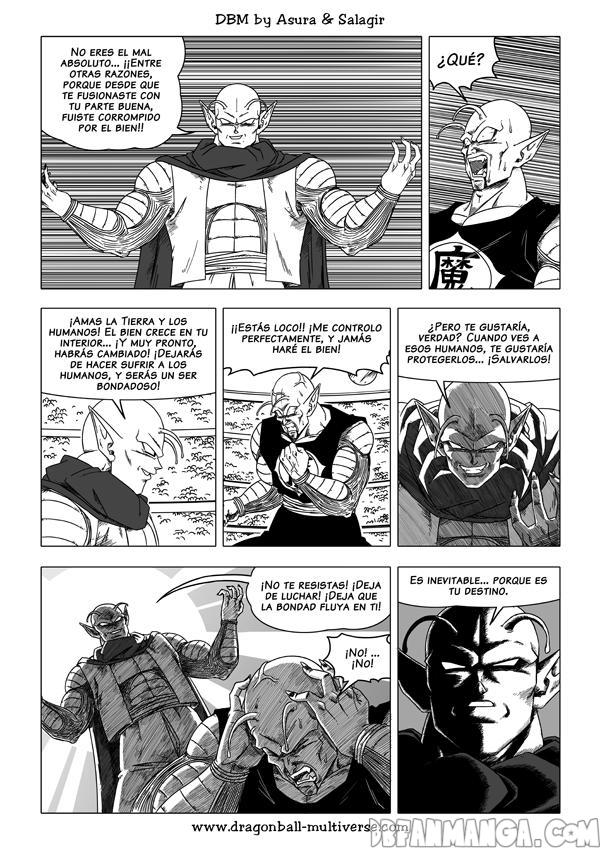 DBM by Asura & Salagir
No eres el mal
absoluto... ¡¡Entre
otras razones,
porque desde que
te fusionaste con
tu parte buena,
fuiste corrompido
por el bien!!
¿Qué?
魔
¡Amas la Tierra y los
humanos! El bien crece en tu
interior... ¡Y muy pronto,
habrás cambiado! ¡Dejarás
de hacer sufrir a los
humanos, y serás un ser
bondadoso!
¡¡Estás loco!! ¡Me controlo
perfectamente, y jamás
haré el bien!
¿Pero te gustaría,
verdad? Cuando ves a
esos humanos, te gustaría
protegerlos... ¡Salvarlos!
¡No te resistas! ¡Deja
de luchar! ¡Deja que
la bondad fluya en ti!
¡No! ...
¡No!
Es inevitable... porque es
tu destino.
www.dragonball-multiverse.com
DBFANMANGA.COM